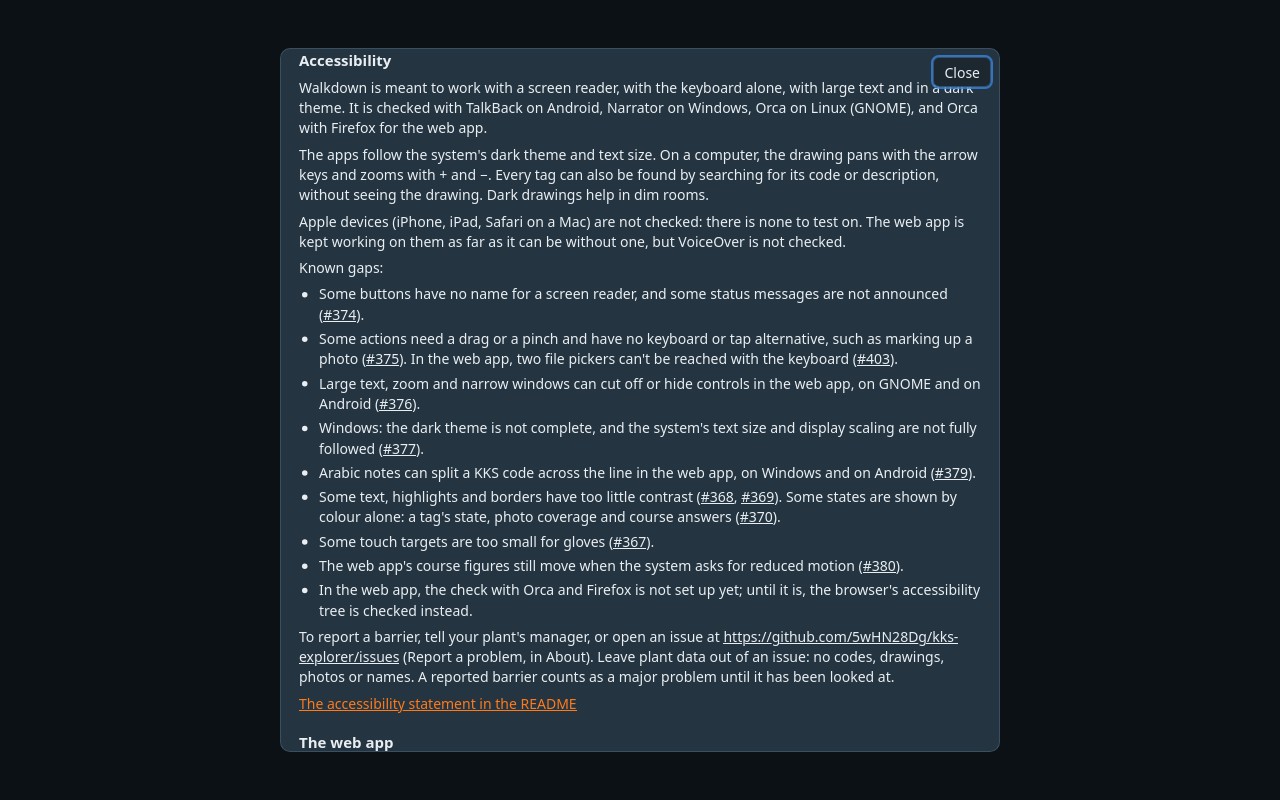 Accessibility
Close
Walkdown is meant to work with a screen reader, with the keyboard alone, with large text and in a dark
theme. It is checked with TalkBack on Android, Narrator on Windows, Orca on Linux (GNOME), and Orca
with Firefox for the web app.
The apps follow the system's dark theme and text size. On a computer, the drawing pans with the arrow
keys and zooms with + and −. Every tag can also be found by searching for its code or description,
without seeing the drawing. Dark drawings help in dim rooms.
Apple devices (iPhone, iPad, Safari on a Mac) are not checked: there is none to test on. The web app is
kept working on them as far as it can be without one, but VoiceOver is not checked.
Known gaps:
• Some buttons have no name for a screen reader, and some status messages are not announced
(#374).
• Some actions need a drag or a pinch and have no keyboard or tap alternative, such as marking up a
photo (#375). In the web app, two file pickers can't be reached with the keyboard (#403).
• Large text, zoom and narrow windows can cut off or hide controls in the web app, on GNOME and on
Android (#376).
• Windows: the dark theme is not complete, and the system's text size and display scaling are not fully
followed (#377).
• Arabic notes can split a KKS code across the line in the web app, on Windows and on Android (#379).
• Some text, highlights and borders have too little contrast (#368, #369). Some states are shown by
colour alone: a tag's state, photo coverage and course answers (#370).
• Some touch targets are too small for gloves (#367).
• The web app's course figures still move when the system asks for reduced motion (#380).
• In the web app, the check with Orca and Firefox is not set up yet; until it is, the browser's accessibility
tree is checked instead.
To report a barrier, tell your plant's manager, or open an issue at https://github.com/5wHN28Dg/kks-
explorer/issues (Report a problem, in About). Leave plant data out of an issue: no codes, drawings,
photos or names. A reported barrier counts as a major problem until it has been looked at.
The accessibility statement in the README
The web app